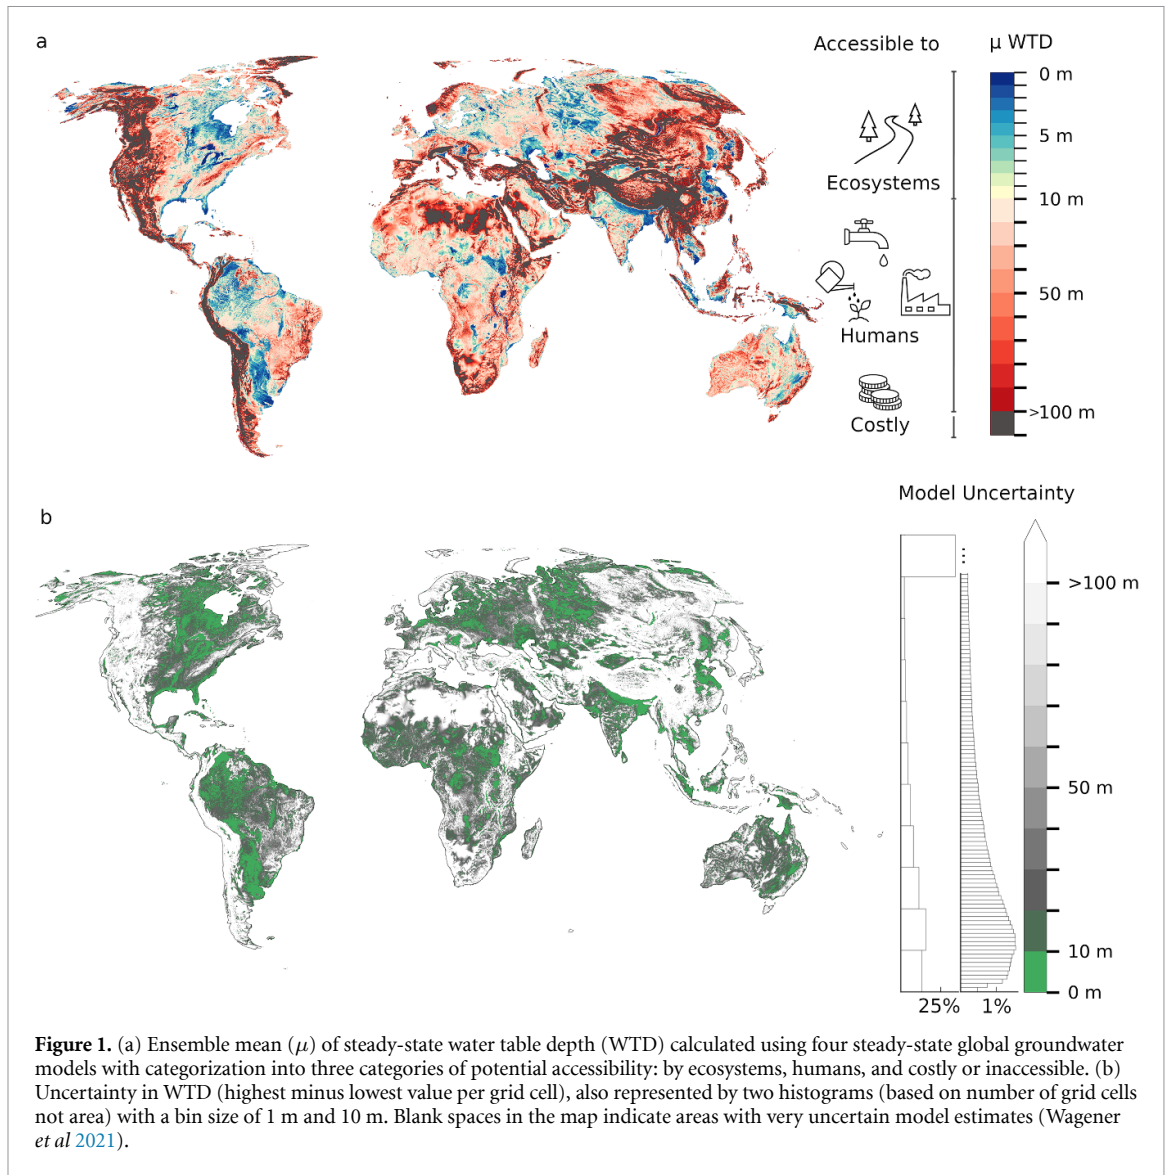 a
Accessible to
μ WTD
0 m
5 m
Ecosystems
10 m
50 m
Humans
>100 m
Costly
Model Uncertainty
b
>100 m
50 m
10 m
0 m
25%
1%
Figure 1. (a) Ensemble mean (μ) of steady-state water table depth (WTD) calculated using four steady-state global groundwater
models with categorization into three categories of potential accessibility: by ecosystems, humans, and costly or inaccessible. (b)
Uncertainty in WTD (highest minus lowest value per grid cell), also represented by two histograms (based on number of grid cells
not area) with a bin size of 1 m and 10 m. Blank spaces in the map indicate areas with very uncertain model estimates (Wagener
et al 2021).